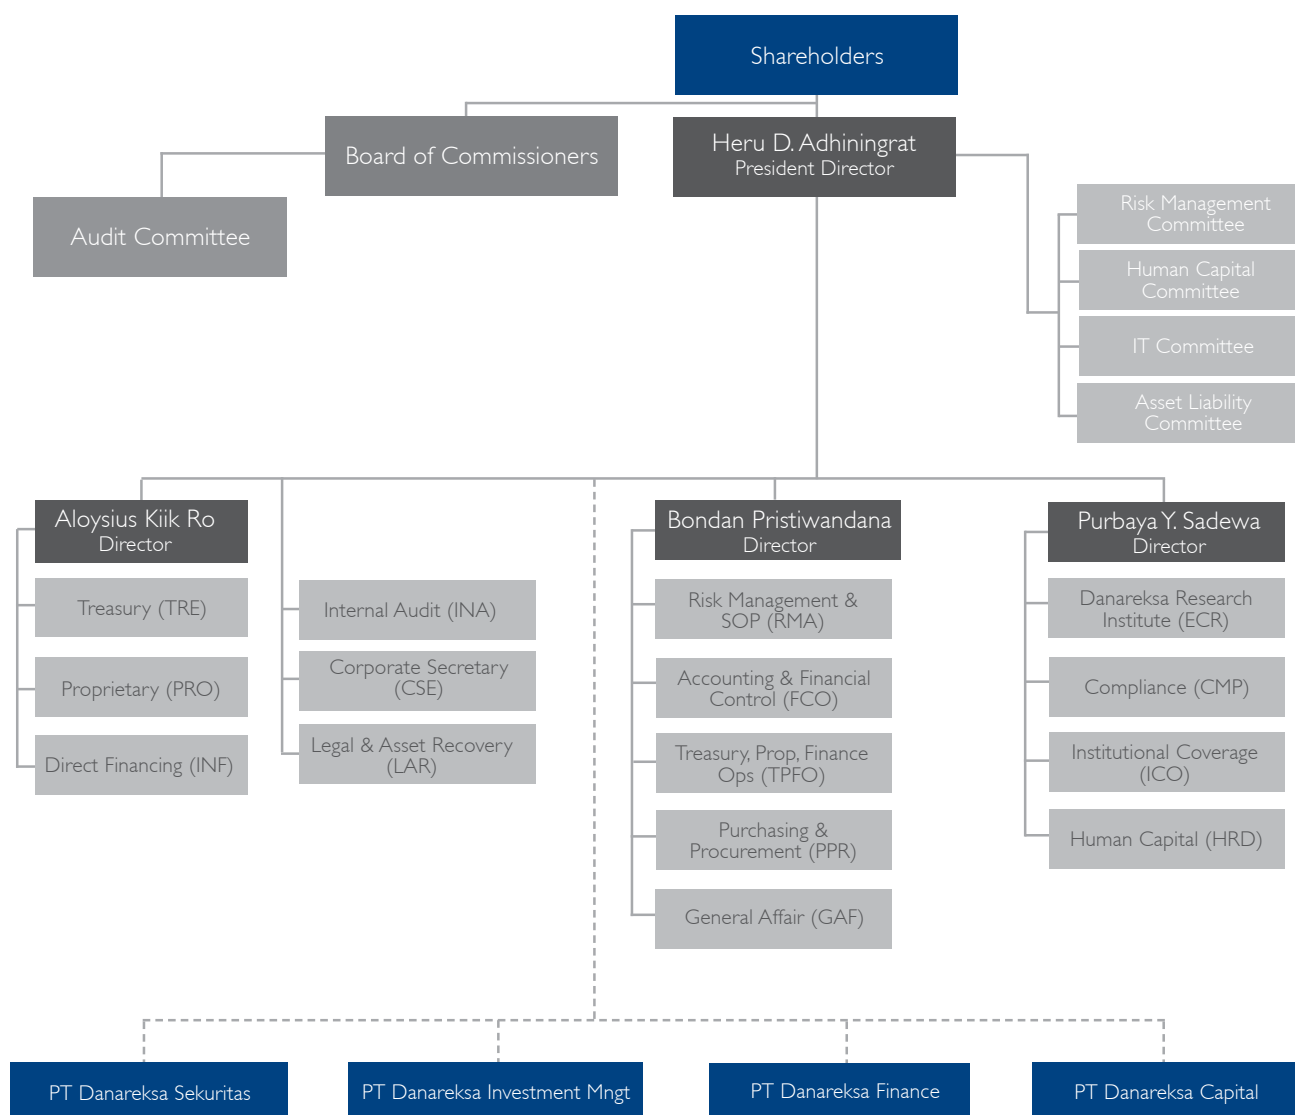 Shareholders
Board of Commissioners
Heru D. Adhiningrat
President Director
Audit Committee
Risk Management
Committee
Human Capital
Committee
IT Committee
Asset Liability
Committee
Aloysius Kiik Ro
Director
Treasury (TRE)
Proprietary (PRO)
Direct Financing (INF)
Internal Audit (INA)
Corporate Secretary
(CSE)
Legal & Asset Recovery
(LAR)
Bondan Pristiwandana
Director
Risk Management &
SOP (RMA)
Accounting & Financial
Control (FCO)
Treasury, Prop, Finance
Ops (TPFO)
Purchasing &
Procurement (PPR)
General Affair (GAF)
Purbaya Y. Sadewa
Director
Danareksa Research
Institute (ECR)
Compliance (CMP)
Institutional Coverage
(ICO)
Human Capital (HRD)
PT Danareksa Sekuritas
PT Danareksa Investment Mngt
PT Danareksa Finance
PT Danareksa Capital